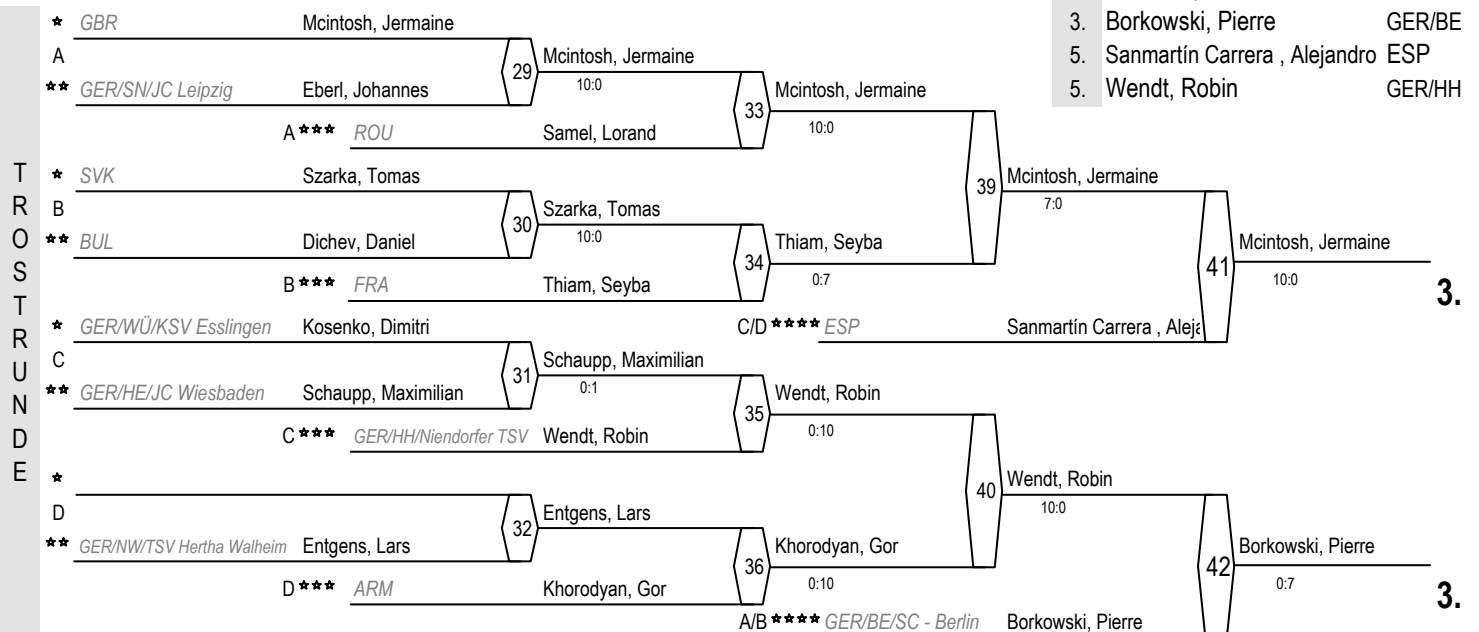 GBR Mcintosh, Jermaine
3. Borkowski, Pierre GER/BE
A
29
Mcintosh, Jermaine
5. Sanmartín Carrera , Alejandro ESP
GER/SN/JC Leipzig Eberl, Johannes
10:0
33
Mcintosh, Jermaine
5. Wendt, Robin GER/HH
A *** ROU Samel, Lorand
10:0
TROSTRUNDE
* SVK Szarka, Tomas
39
Mcintosh, Jermaine
B
30
Szarka, Tomas
7:0
** BUL Dichev, Daniel
10:0
34
Thiam, Seyba
41
Mcintosh, Jermaine
B *** FRA Thiam, Seyba
0:7
10:0
3.
* GER/WÜ/KSV Esslingen Kosenko, Dimitri
C/D **** ESP Sanmartín Carrera , Alej
C
31
Schaupp, Maximilian
** GER/HE/JC Wiesbaden Schaupp, Maximilian
0:1
35
Wendt, Robin
C *** GER/HH/Niendorfer TSV Wendt, Robin
0:10
*
40
Wendt, Robin
D
32
Entgens, Lars
10:0
** GER/NW/TSV Hertha Walheim Entgens, Lars
36
Khorodyan, Gor
42
Borkowski, Pierre
D *** ARM Khorodyan, Gor
0:10
0:7
3.
A/B **** GER/BE/SC - Berlin Borkowski, Pierre